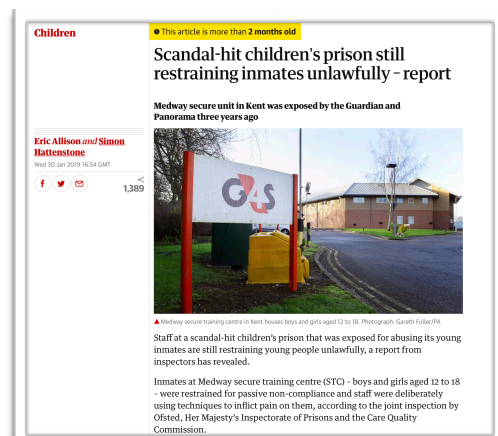 Children
This article is more than 2 months old
Scandal-hit children's prison still
restraining inmates unlawfully – report
Medway secure unit in Kent was exposed by the Guardian and
Panorama three years ago
Eric Allison and Simon
Hattenstone
Wed 30 Jan 2019 16.54 GMT
1,389
G4S
Medway secure training centre in Kent houses boys and girls aged 12 to 18. Photograph: Gareth Fuller/PA
Staff at a scandal-hit children's prison that was exposed for abusing its young
inmates are still restraining young people unlawfully, a report from
inspectors has revealed.
Inmates at Medway secure training centre (STC) – boys and girls aged 12 to 18
– were restrained for passive non-compliance and staff were deliberately
using techniques to inflict pain on them, according to the joint inspection by
Ofsted, Her Majesty's Inspectorate of Prisons and the Care Quality
Commission.